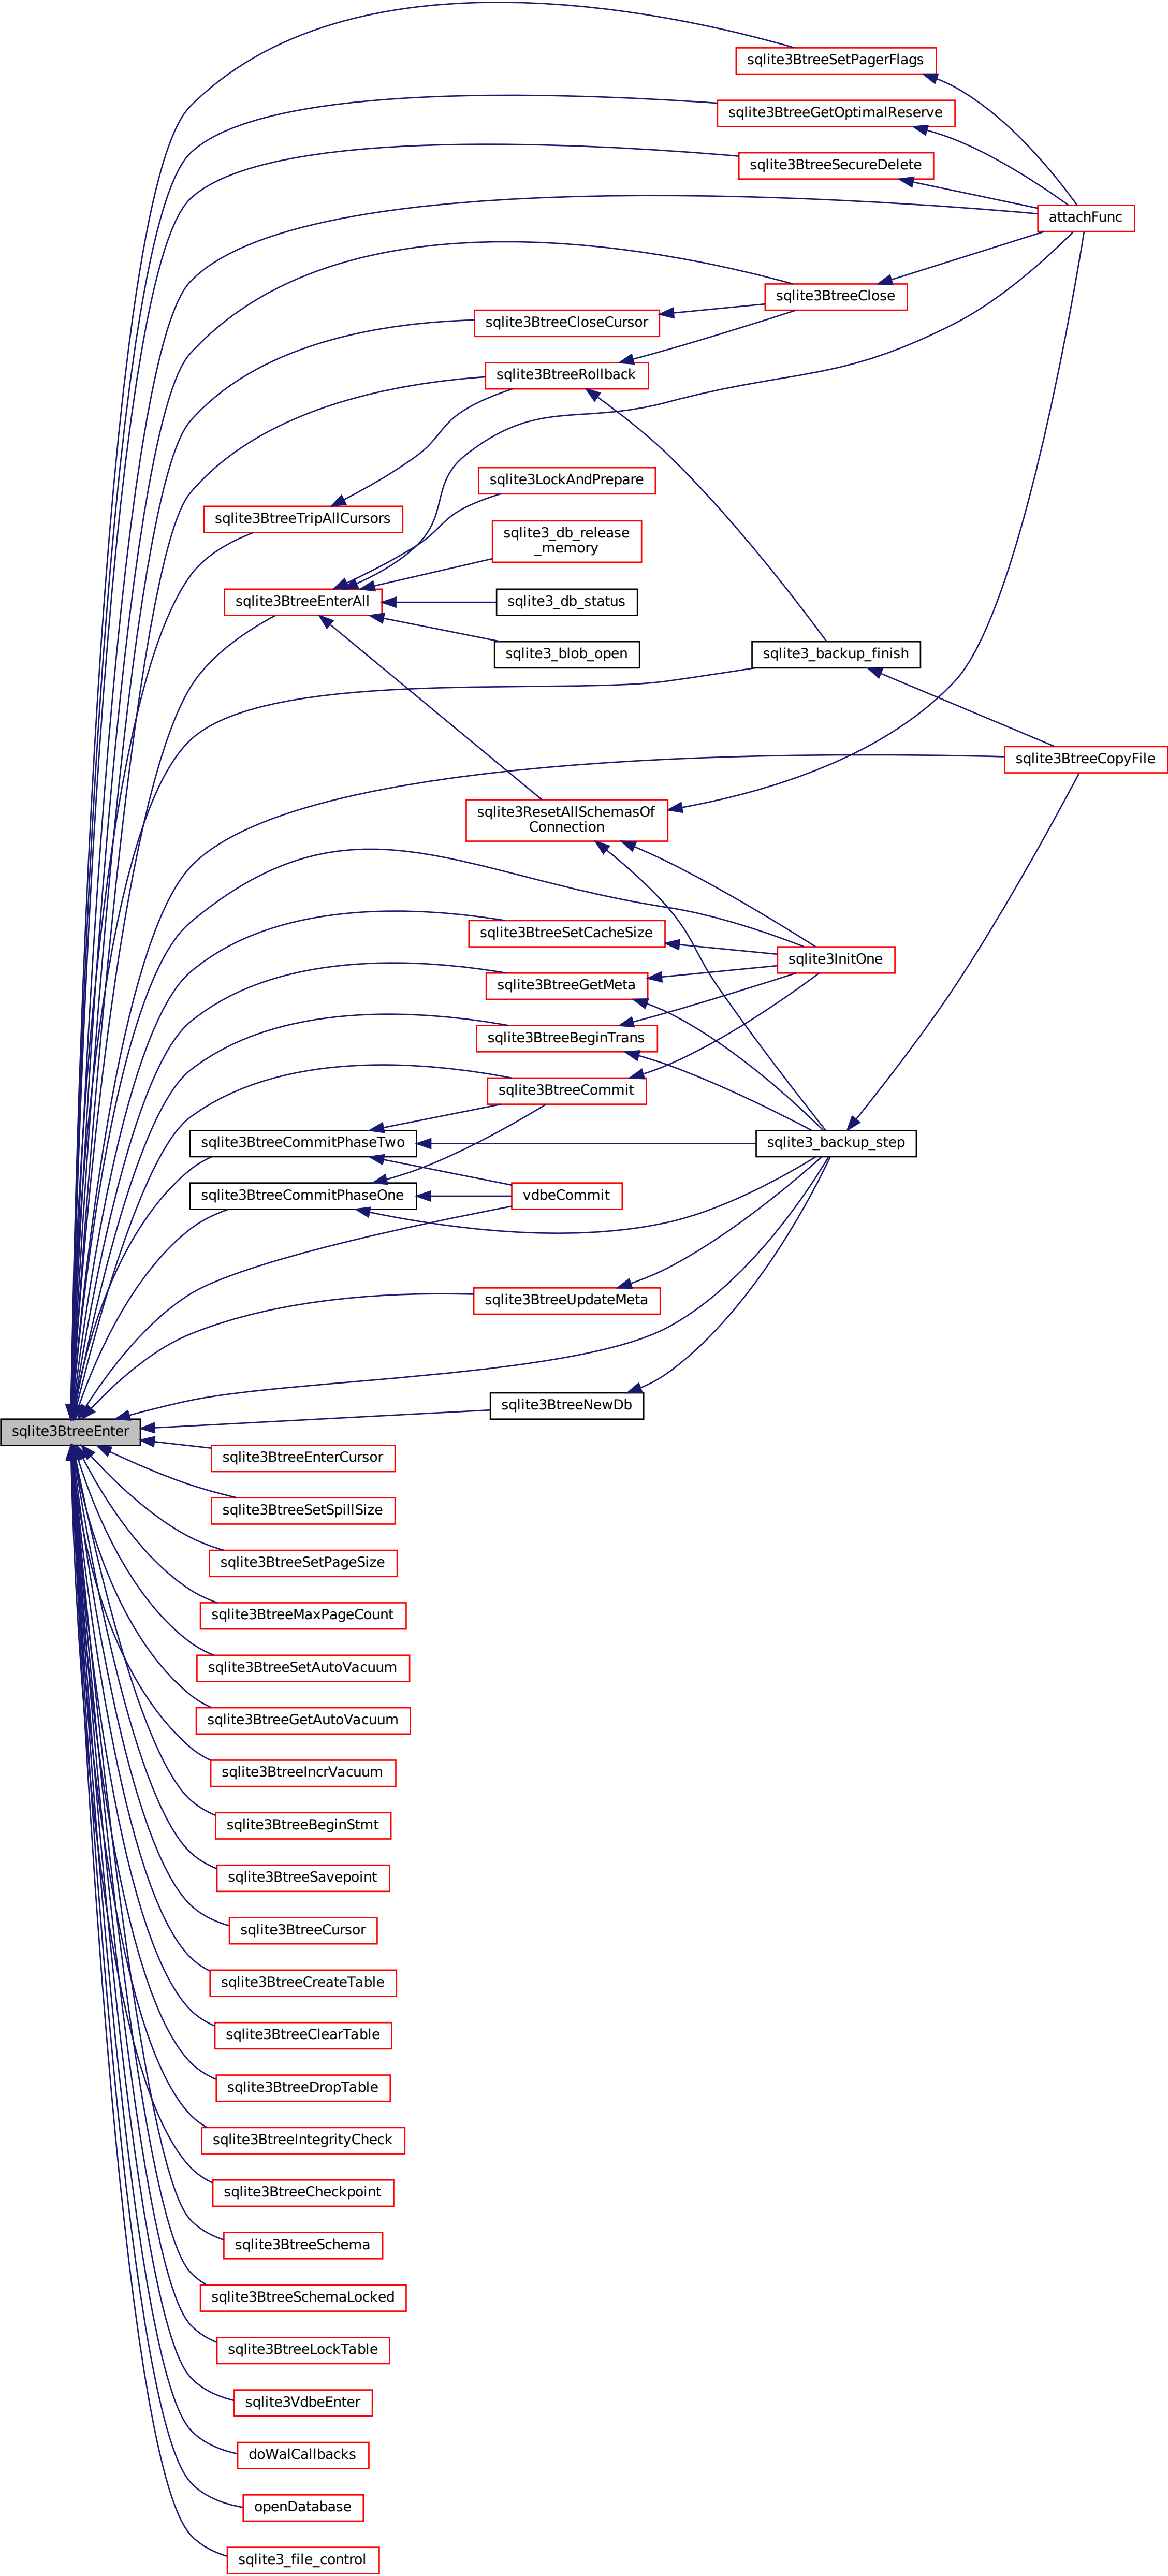 sqlite3BtreeSetPagerFlags
sqlite3BtreeGetOptimalReserve
sqlite3BtreeSecureDelete
attachFunc
sqlite3BtreeClose
sqlite3BtreeCloseCursor
sqlite3BtreeRollback
sqlite3LockAndPrepare
sqlite3BtreeTripAllCursors
sqlite3_db_release
_memory
sqlite3BtreeEnterAll
sqlite3_db_status
sqlite3_blob_open
sqlite3_backup_finish
sqlite3BtreeCopyFile
sqlite3ResetAllSchemasOf
Connection
sqlite3BtreeSetCacheSize
sqlite3InitOne
sqlite3BtreeGetMeta
sqlite3BtreeBeginTrans
sqlite3BtreeCommit
sqlite3BtreeCommitPhaseTwo
sqlite3_backup_step
sqlite3BtreeCommitPhaseOne
vdbeCommit
sqlite3BtreeUpdateMeta
sqlite3BtreeNewDb
sqlite3BtreeEnter
sqlite3BtreeEnterCursor
sqlite3BtreeSetSpillSize
sqlite3BtreeSetPageSize
sqlite3BtreeMaxPageCount
sqlite3BtreeSetAutoVacuum
sqlite3BtreeGetAutoVacuum
sqlite3BtreeIncrVacuum
sqlite3BtreeBeginStmt
sqlite3BtreeSavepoint
sqlite3BtreeCursor
sqlite3BtreeCreateTable
sqlite3BtreeClearTable
sqlite3BtreeDropTable
sqlite3BtreeIntegrityCheck
sqlite3BtreeCheckpoint
sqlite3BtreeSchema
sqlite3BtreeSchemaLocked
sqlite3BtreeLockTable
sqlite3VdbeEnter
doWalCallbacks
openDatabase
sqlite3_file_control